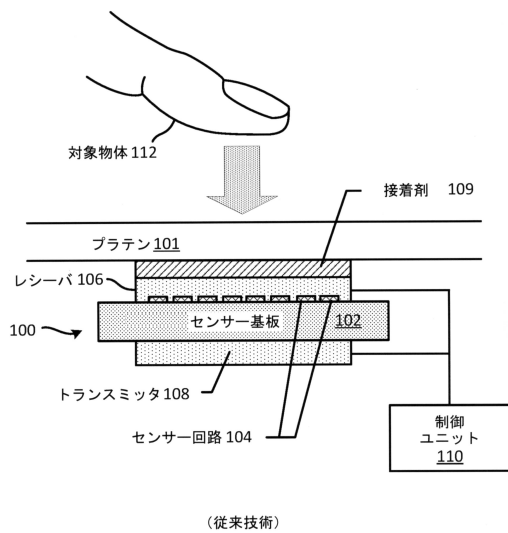 対象物体 112
接着剤 109
プラテン 101
レシーバ 106
100
センサー基板 102
トランスミッタ 108
センサー回路 104
制御
ユニット
110
（従来技術）